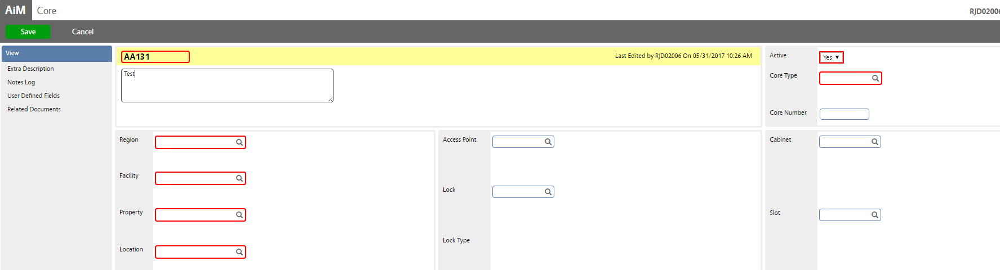 AiM Core
RJD02006
Save Cancel
View
Extra Description
Notes Log
User Defined Fields
Related Documents
AA131
Last Edited by RJD02006 On 05/31/2017 10:26 AM
Test
Active Yes ▼
Core Type
Core Number
Region
Facility
Property
Location
Access Point
Lock
Lock Type
Cabinet
Slot